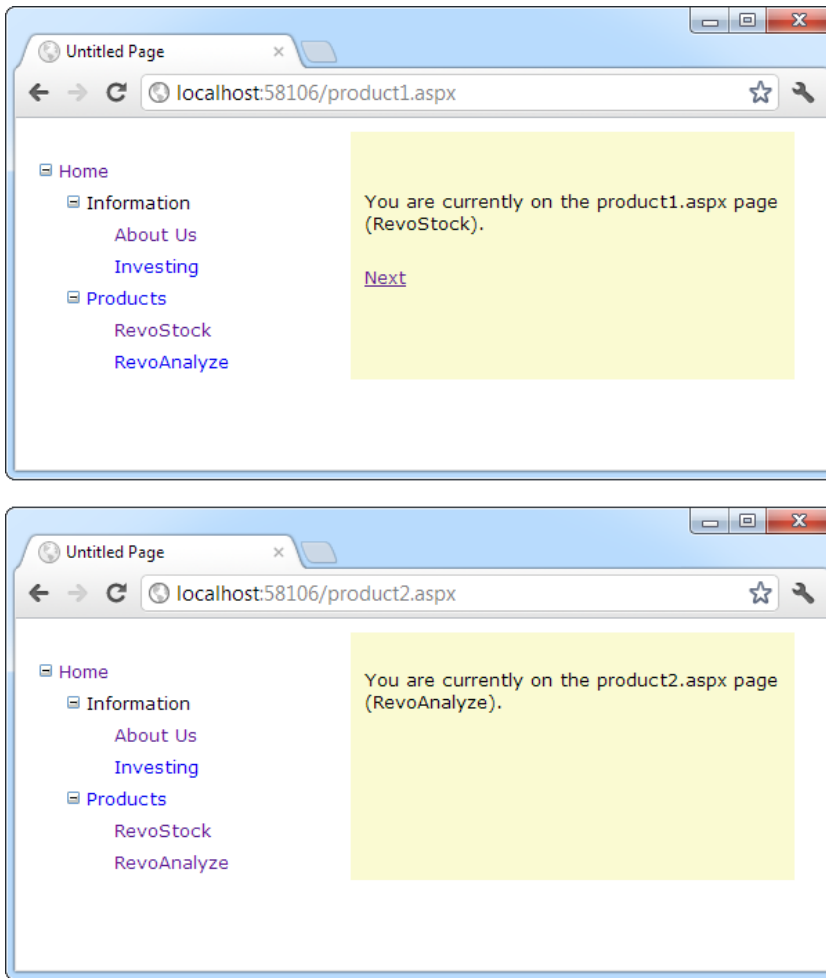 Untitled Page
localhost:58106/product1.aspx
Home
Information
About Us
Investing
Products
RevoStock
RevoAnalyze
You are currently on the product1.aspx page
(RevoStock).
Next
Untitled Page
localhost:58106/product2.aspx
Home
Information
About Us
Investing
Products
RevoStock
RevoAnalyze
You are currently on the product2.aspx page
(RevoAnalyze).